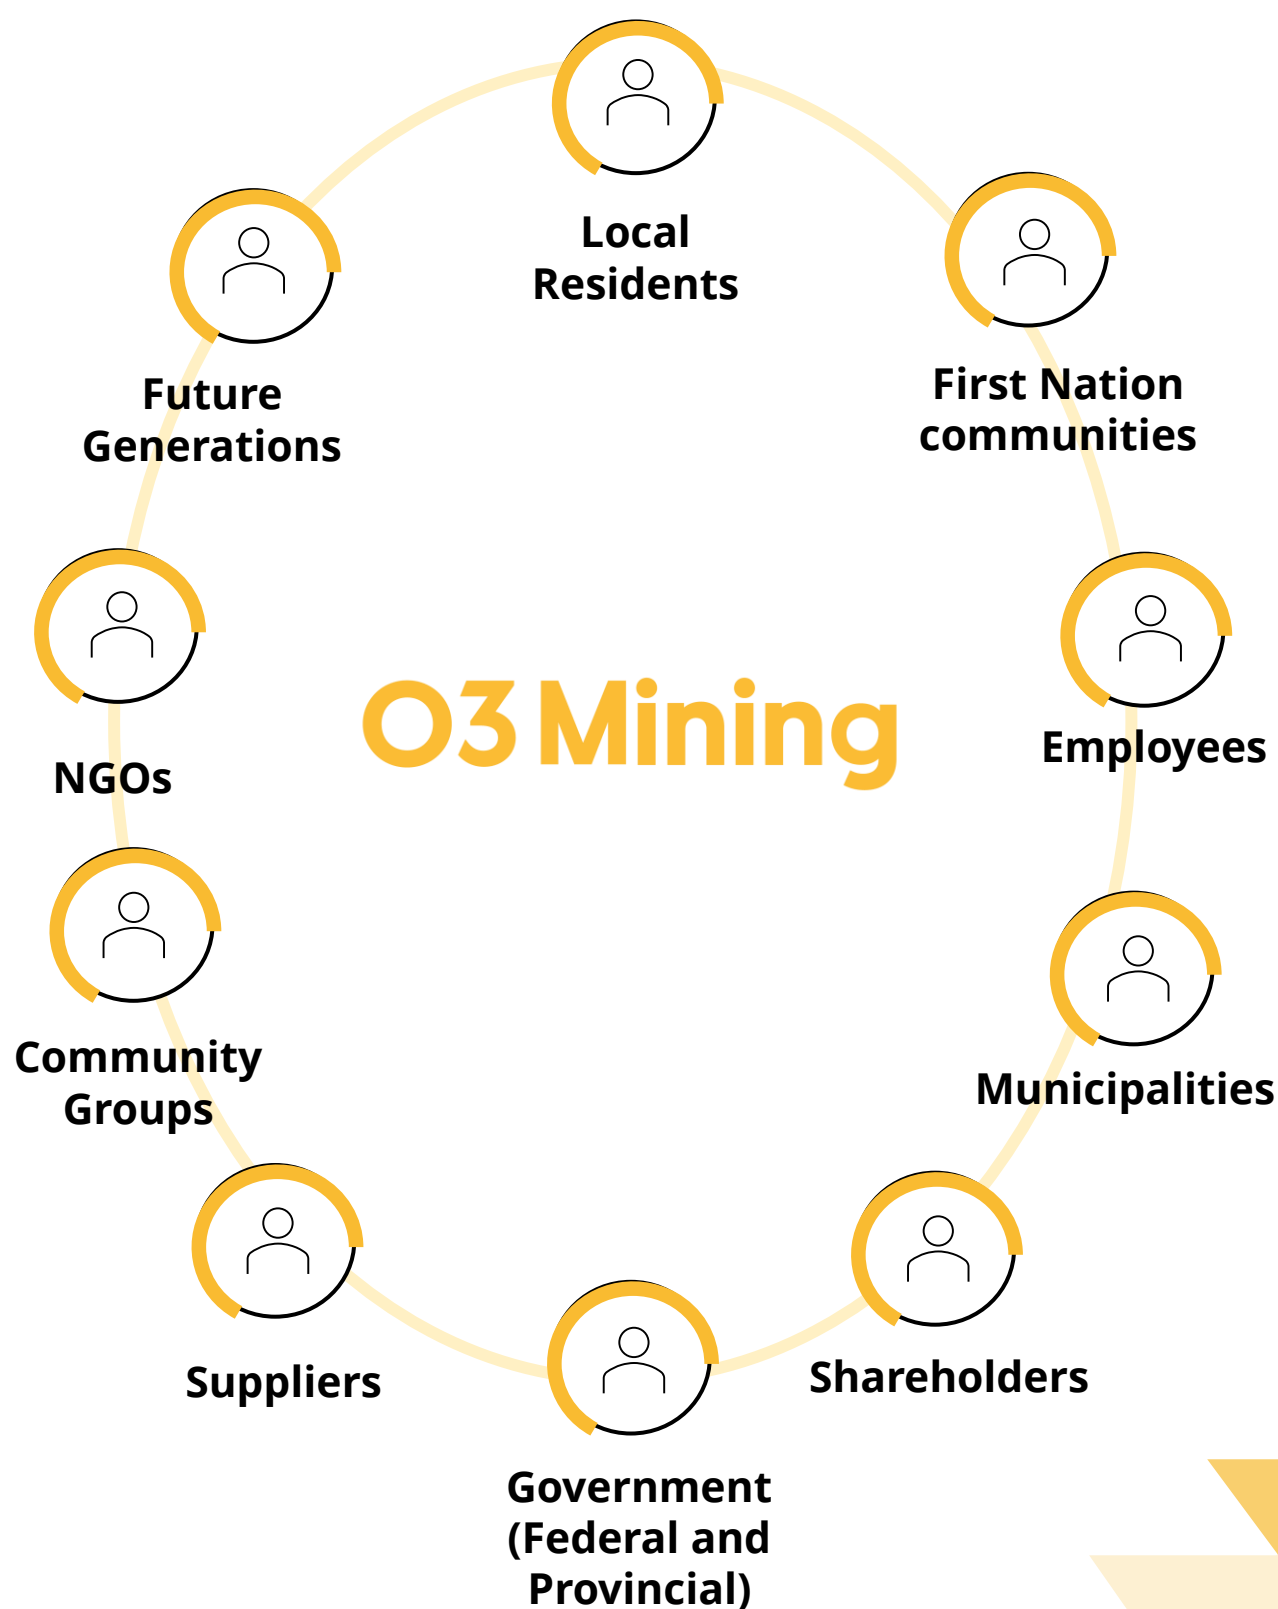 Local
Residents
First Nation
communities
Future
Generations
Employees
O3 Mining
NGOs
Community
Groups
Municipalities
Suppliers
Shareholders
Government
(Federal and
Provincial)